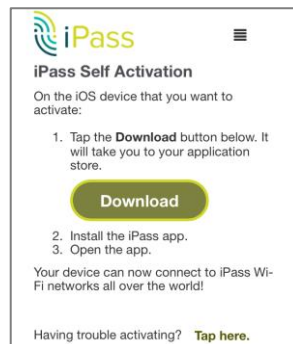 iPass
iPass Self Activation
On the iOS device that you want to
activate:
1. Tap the Download button below. It
will take you to your application
store.
Download
2. Install the iPass app.
3. Open the app.
Your device can now connect to iPass Wi-
Fi networks all over the world!
Having trouble activating? Tap here.